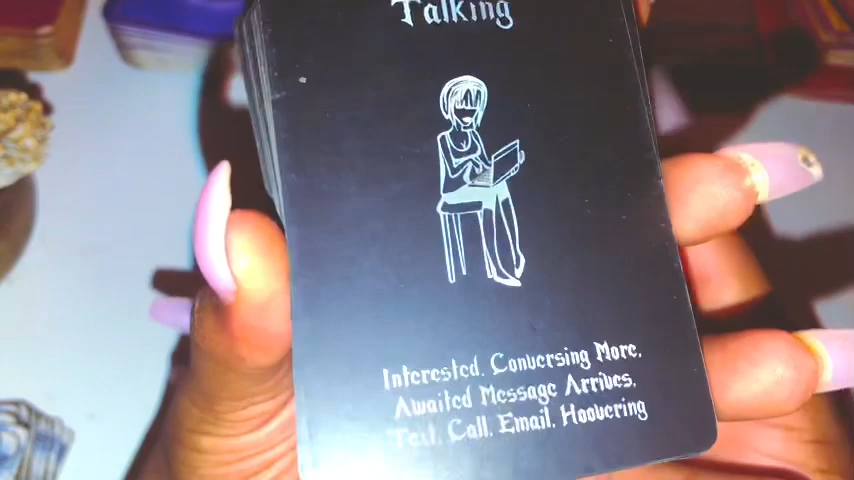 Talking
Interested. Conversing More.
Awaited Message Arrives.
Text. Call. Email. Hoovering